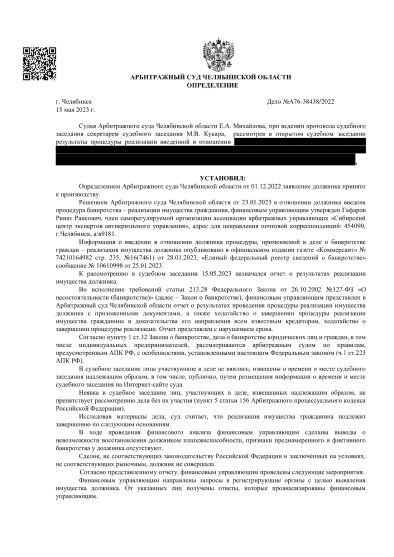 АРБИТРАЖНЫЙ СУД ЧЕЛЯБИНСКОЙ ОБЛАСТИ
ОПРЕДЕЛЕНИЕ
г. Челябинск Дело №А76-38438/2022
15 мая 2023 г.
Судья Арбитражного суда Челябинской области Е.А. Михайлова, при ведении протокола судебного
заседания секретарем судебного заседания М.В. Кукара, рассмотрев в открытом судебном заседании
результаты процедуры реализации введенной в отношении
УСТАНОВИЛ:
Определением Арбитражного суда Челябинской области от 01.12.2022 заявление должника принято
к производству.
Решением Арбитражного суда Челябинской области от 23.01.2023 в отношении должника введена
процедура банкротства – реализации имущества гражданина, финансовым управляющим утвержден Гафаров
Ринат Раисович, член саморегулируемой организации ассоциации арбитражных управляющих «Сибирский
центр экспертов антикризисного управления», адрес для направления почтовой корреспонденции: 454090,
г.Челябинск, а/я9181.
Информация о введении в отношении должника процедуры, применяемой в деле о банкротстве
граждан – реализации имущества должника опубликовано в официальном издании газете «Коммерсантъ» №
74210164982 стр. 235, №16(7461) от 28.01.2023, «Единый федеральный реестр сведений о банкротстве»
сообщение № 10610998 от 25.01.2023.
К рассмотрению в судебном заседании 15.05.2023 назначался отчет о результатах реализации
имущества должника.
Во исполнение требований статьи 213.28 Федерального Закона от 26.10.2002 №127-ФЗ «О
несостоятельности (банкротстве)» (далее – Закон о банкротстве), финансовым управляющим представлен в
Арбитражный суд Челябинской области отчет о результатах проведения процедуры реализации имущества
должника с приложенными документами, а также ходатайство о завершении процедуры реализации
имущества гражданина и доказательства его направления всем известным кредиторам, ходатайство о
завершении процедуры реализации. Отчет представлен с нарушением срока.
Согласно пункту 1 ст.32 Закона о банкротстве, дела о банкротстве юридических лиц и граждан, в том
числе индивидуальных предпринимателей, рассматриваются арбитражным судом по правилам,
предусмотренным АПК РФ, с особенностями, установленными настоящим Федеральным законом (ч.1 ст.223
АПК РФ).
В судебное заседание лица участвующие в деле не явились, извещены о времени и месте судебного
заседания надлежащим образом, в том числе, публично, путем размещения информации о времени и месте
судебного заседания на Интернет-сайте суда.
Неявка в судебное заседание лиц, участвующих в деле, извещенных надлежащим образом, не
препятствует рассмотрению дела без их участия (пункт 5 статьи 156 Арбитражного процессуального кодекса
Российской Федерации).
Исследовав материалы дела, суд считает, что реализация имущества гражданина подлежит
завершению по следующим основаниям.
В ходе проведения финансового анализа финансовым управляющим сделаны выводы о
невозможности восстановления должником платежеспособности, признаки преднамеренного и фиктивного
банкротства у должника отсутствуют.
Сделок, не соответствующих законодательству Российской Федерации и заключённых на условиях,
не соответствующих рыночным, должник не совершала.
Согласно представленному отчету, финансовым управляющим проведены следующие мероприятия.
Финансовым управляющим направлены запросы в регистрирующие органы с целью выявления
имущества должника. От указанных лиц получены ответы, которые проанализированы финансовым
управляющим.